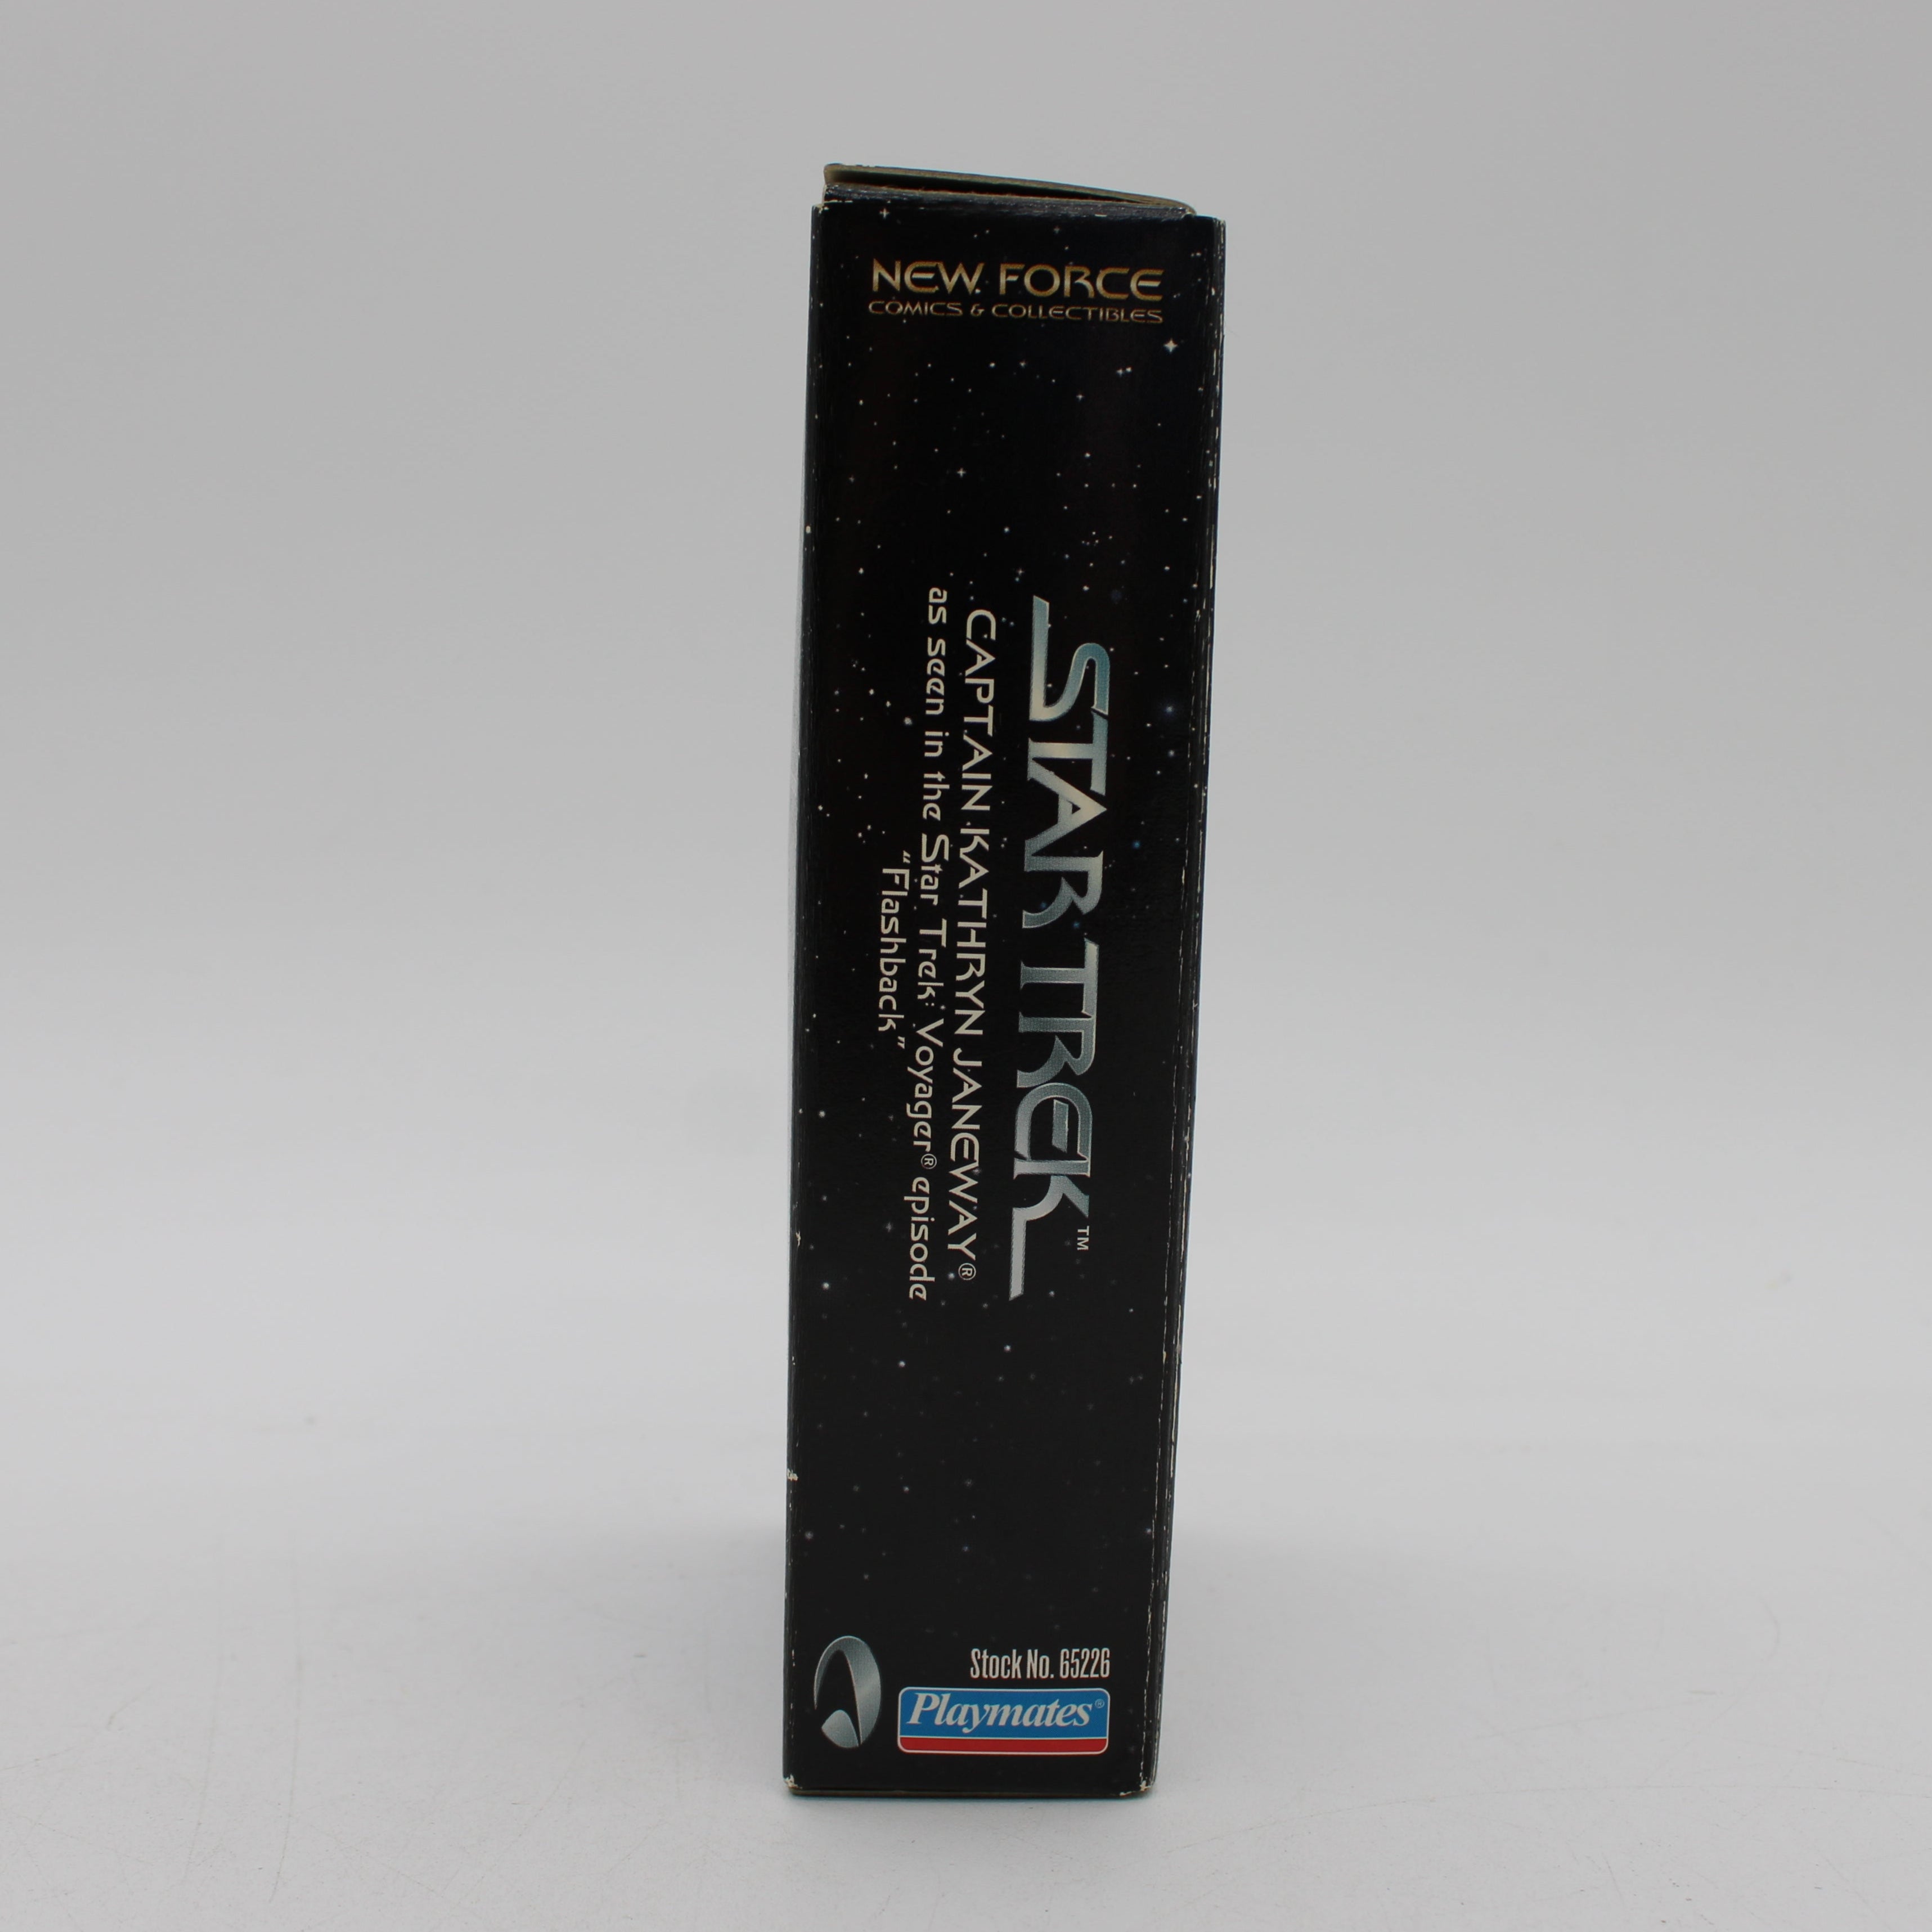 NEW FORCE
COMICS & COLLECTIBLES
STAR TREK™
CAPTAIN KATHRYN JANEWAY®
as seen in the Star Trek: Voyager® episode
“Flashback”
Stock No. 65226
Playmates®